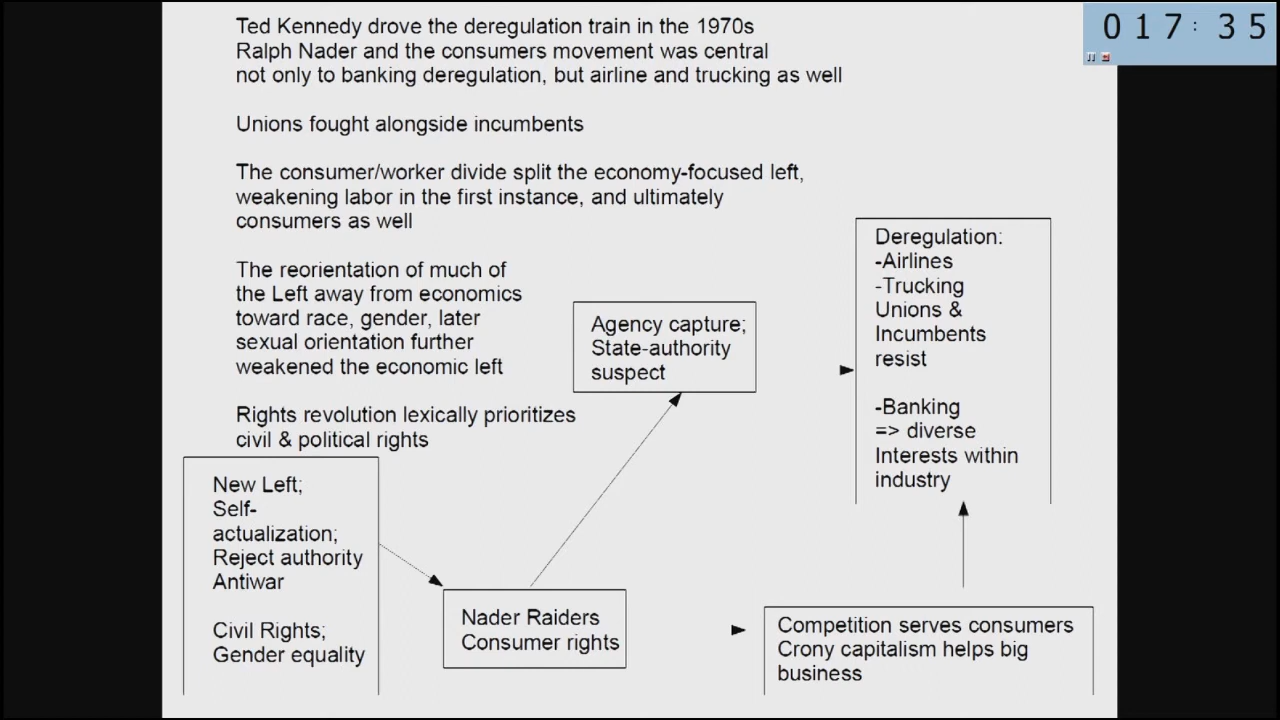 Ted Kennedy drove the deregulation train in the 1970s
Ralph Nader and the consumers movement was central
not only to banking deregulation, but airline and trucking as well
017:35
Unions fought alongside incumbents
The consumer/worker divide split the economy-focused left,
weakening labor in the first instance, and ultimately
consumers as well
The reorientation of much of
the Left away from economics
toward race, gender, later
sexual orientation further
weakened the economic left
Rights revolution lexically prioritizes
civil & political rights
Agency capture;
State-authority
suspect
Deregulation:
-Airlines
-Trucking
Unions &
Incumbents
resist
-Banking
=> diverse
Interests within
industry
New Left;
Self-
actualization;
Reject authority
Antiwar
Civil Rights;
Gender equality
Nader Raiders
Consumer rights
Competition serves consumers
Crony capitalism helps big
business